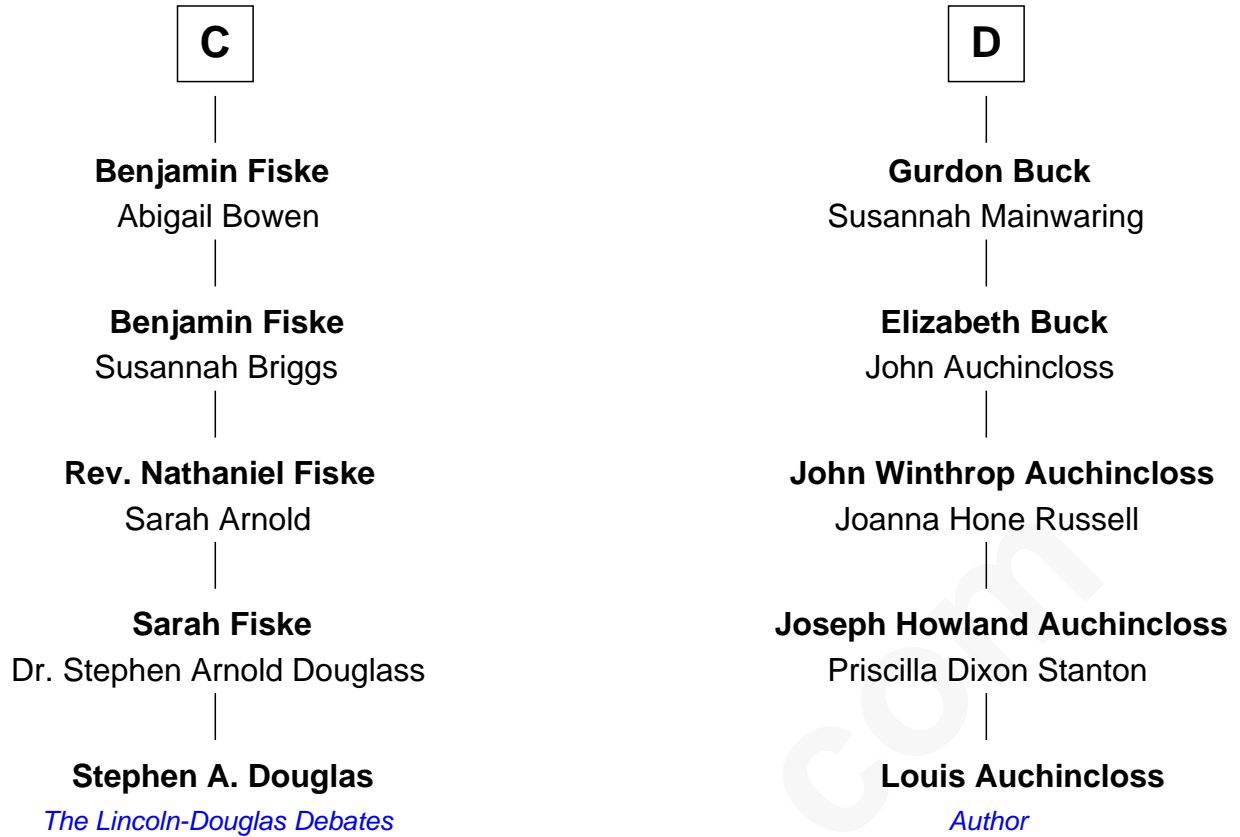 C
Benjamin Fiske
Abigail Bowen
Benjamin Fiske
Susannah Briggs
Rev. Nathaniel Fiske
Sarah Arnold
Sarah Fiske
Dr. Stephen Arnold Douglass
Stephen A. Douglas
The Lincoln-Douglas Debates
D
Gurdon Buck
Susannah Mainwaring
Elizabeth Buck
John Auchincloss
John Winthrop Auchincloss
Joanna Hone Russell
Joseph Howland Auchincloss
Priscilla Dixon Stanton
Louis Auchincloss
Author
com